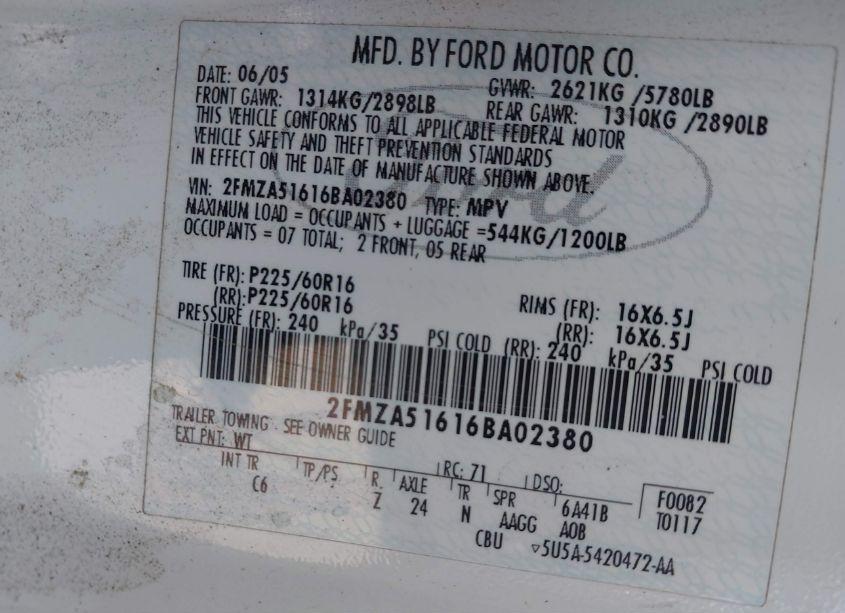 MFD. BY FORD MOTOR CO.
DATE: 06/05 GVWR: 2621KG /5780LB
FRONT GAWR: 1314KG/2898LB REAR GAWR: 1310KG /2890LB
THIS VEHICLE CONFORMS TO ALL APPLICABLE FEDERAL MOTOR
VEHICLE SAFETY AND THEFT PREVENTION STANDARDS
IN EFFECT ON THE DATE OF MANUFACTURE SHOWN ABOVE.
VIN: 2FMZA51616BA02380 TYPE: MPV
MAXIMUM LOAD = OCCUPANTS + LUGGAGE =544KG/1200LB
OCCUPANTS = 07 TOTAL; 2 FRONT, 05 REAR
TIRE (FR): P225/60R16 RIMS (FR): 16X6.5J
(RR): P225/60R16 (RR): 16X6.5J
PRESSURE (FR): 240 kPa/35 PSI COLD (RR): 240 kPa/35 PSI COLD
2FMZA51616BA02380
TRAILER TOWING - SEE OWNER GUIDE
EXT PNT: WT RC: 71 DSO: F0082
INT TR TP/PS R. AXLE TR SPR 6A41B T0117
C6 Z 24 N AAGG A0B
CBU ▽5U5A-5420472-AA
Ford